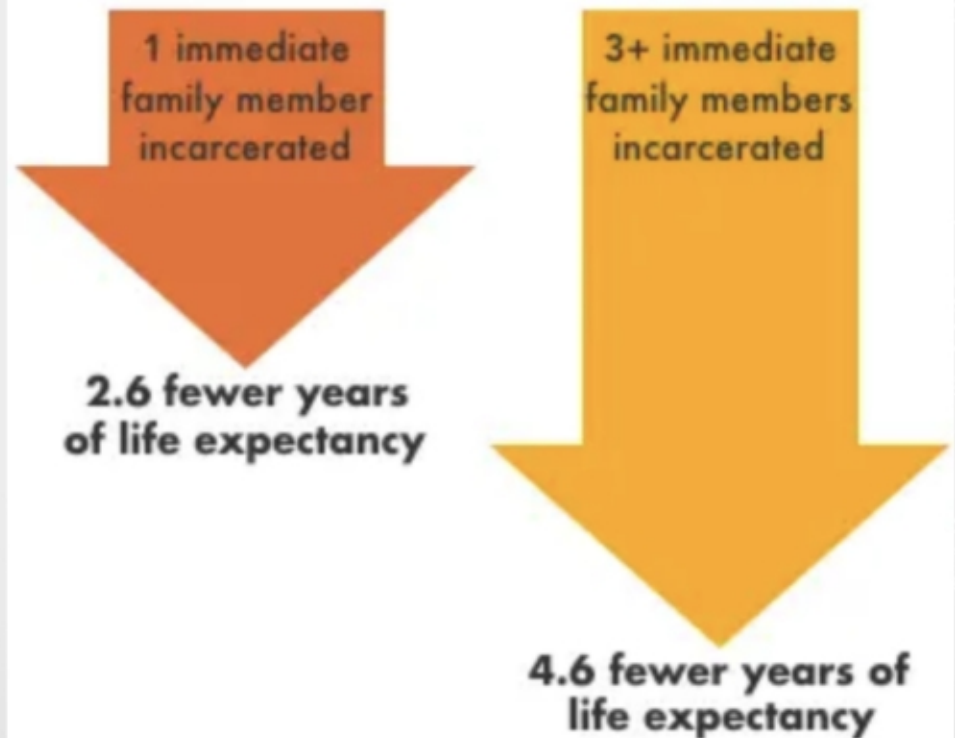 1 immediate
family member
incarcerated
2.6 fewer years
of life expectancy
3+ immediate
family members
incarcerated
4.6 fewer years of
life expectancy